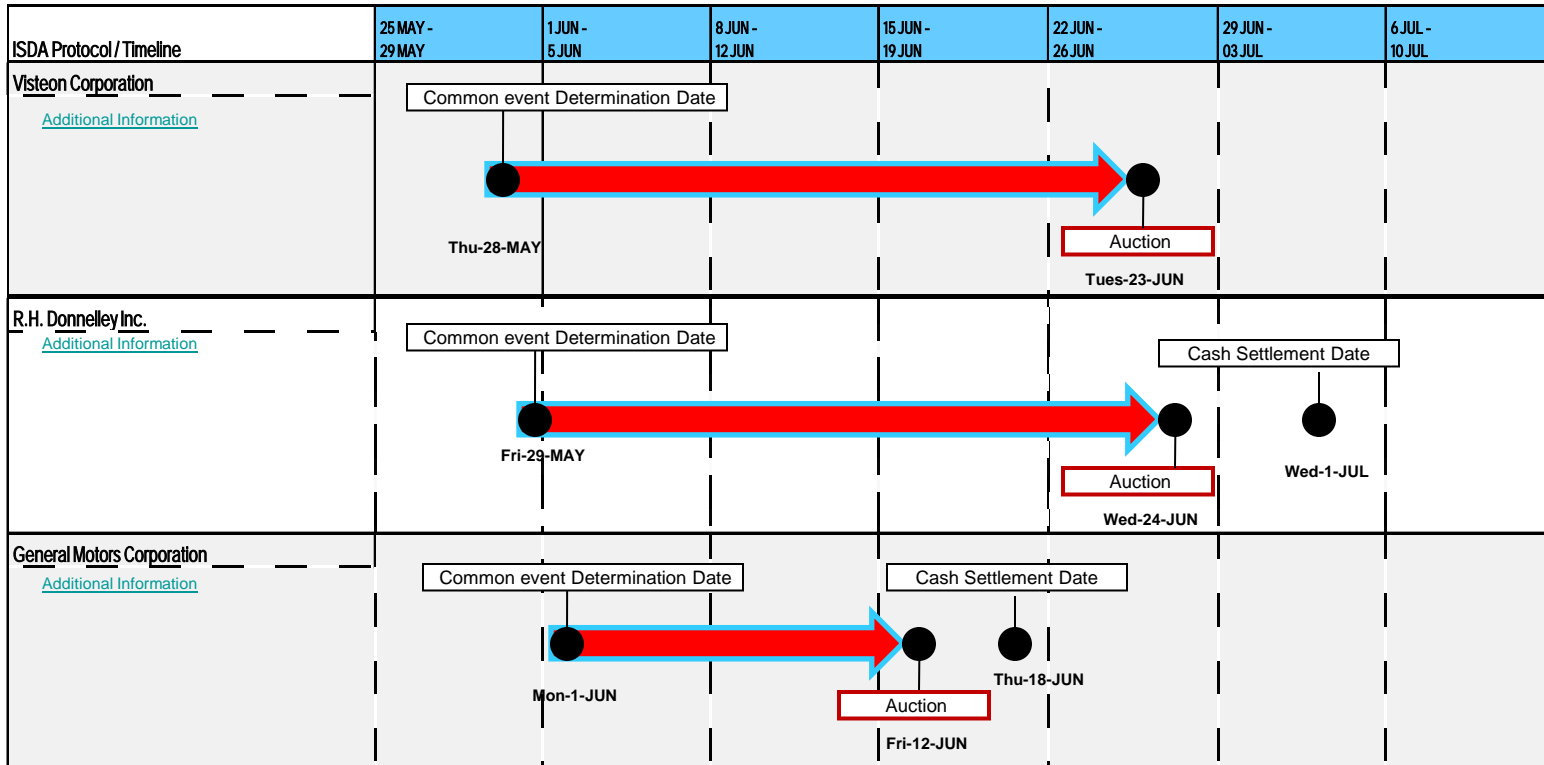 ISDA Protocol / Timeline
25 MAY -
29 MAY
1 JUN -
5 JUN
8 JUN -
12 JUN
15 JUN -
19 JUN
22 JUN -
26 JUN
29 JUN -
03 JUL
6 JUL -
10 JUL
Visteon Corporation
Additional Information
Common event Determination Date
Thu-28-MAY
Auction
Tues-23-JUN
R.H. Donnelley Inc.
Additional Information
Common event Determination Date
Cash Settlement Date
Fri-29-MAY
Auction
Wed-1-JUL
Wed-24-JUN
General Motors Corporation
Additional Information
Common event Determination Date
Cash Settlement Date
Mon-1-JUN
Thu-18-JUN
Auction
Fri-12-JUN